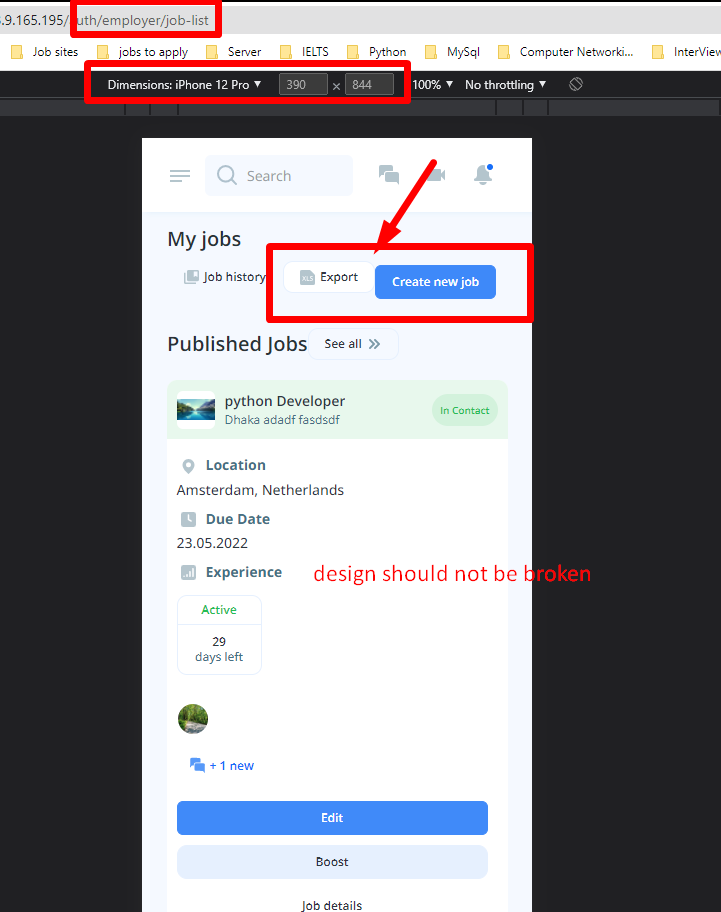 .9.165.195/auth/employer/job-list
Job sites jobs to apply Server IELTS Python MySql Computer Networki... InterView
Dimensions: iPhone 12 Pro ▼ 390 × 844 100% ▼ No throttling ▼
Search
My jobs
Job history XLS Export Create new job
Published Jobs See all
python Developer
Dhaka adadf fasdsdf
In Contact
Location
Amsterdam, Netherlands
Due Date
23.05.2022
Experience
design should not be broken
Active
29
days left
+ 1 new
Edit
Boost
Job details